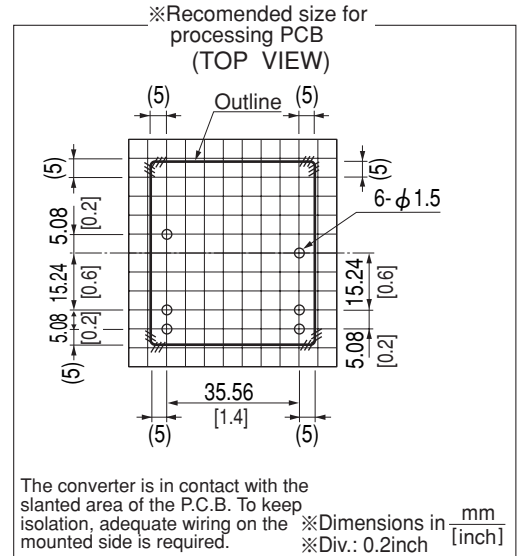 ※Recomended size for
processing PCB
(TOP VIEW)
(5)
Outline
(5)
(5)
(5)
6-ϕ1.5
5.08
[0.2]
15.24
[0.6]
5.08
[0.2]
(5)
15.24
[0.6]
5.08
[0.2]
35.56
[1.4]
(5)
(5)
The converter is in contact with the
slanted area of the P.C.B. To keep
isolation, adequate wiring on the
mounted side is required.
※Dimensions in mm
[inch]
※Div.: 0.2inch